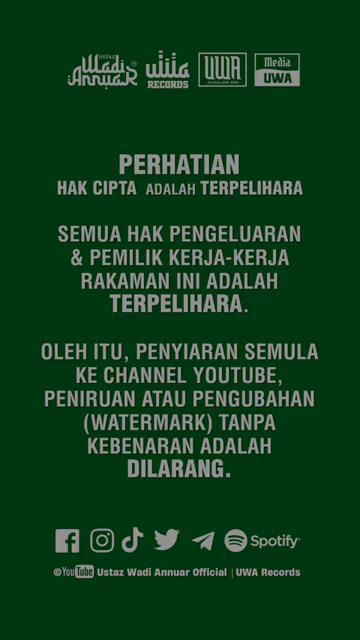 USTAZ
Wadi Annuar
UWA RECORDS
UWA
Media UWA
PERHATIAN
HAK CIPTA ADALAH TERPELIHARA
SEMUA HAK PENGELUARAN
& PEMILIK KERJA-KERJA
RAKAMAN INI ADALAH
TERPELIHARA.
OLEH ITU, PENYIARAN SEMULA
KE CHANNEL YOUTUBE,
PENIRUAN ATAU PENGUBAHAN
(WATERMARK) TANPA
KEBENARAN ADALAH
DILARANG.
Spotify
©YouTube Ustaz Wadi Annuar Official | UWA Records